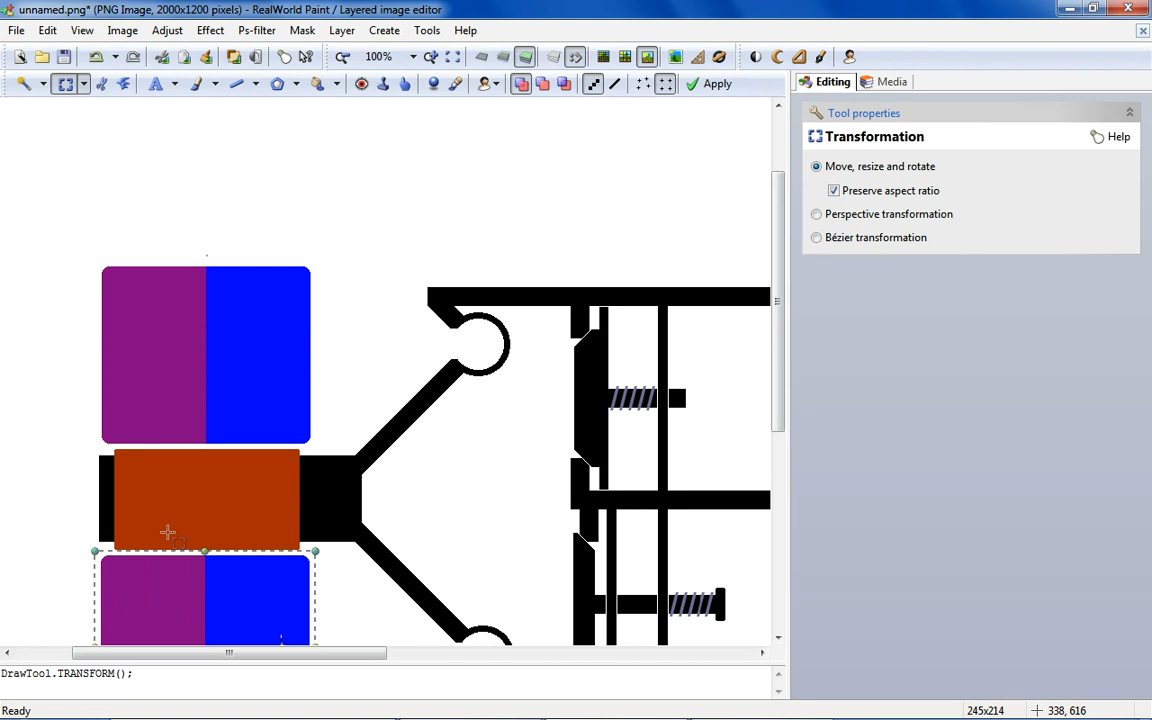 unnamed.png* (PNG Image, 2000x1200 pixels) - RealWorld Paint / Layered image editor
File Edit View Image Adjust Effect Ps-filter Mask Layer Create Tools Help
100%
A Apply
Editing Media
Tool properties
Transformation Help
Move, resize and rotate
Preserve aspect ratio
Perspective transformation
Bézier transformation
DrawTool.TRANSFORM();
Ready 245x214 338, 616